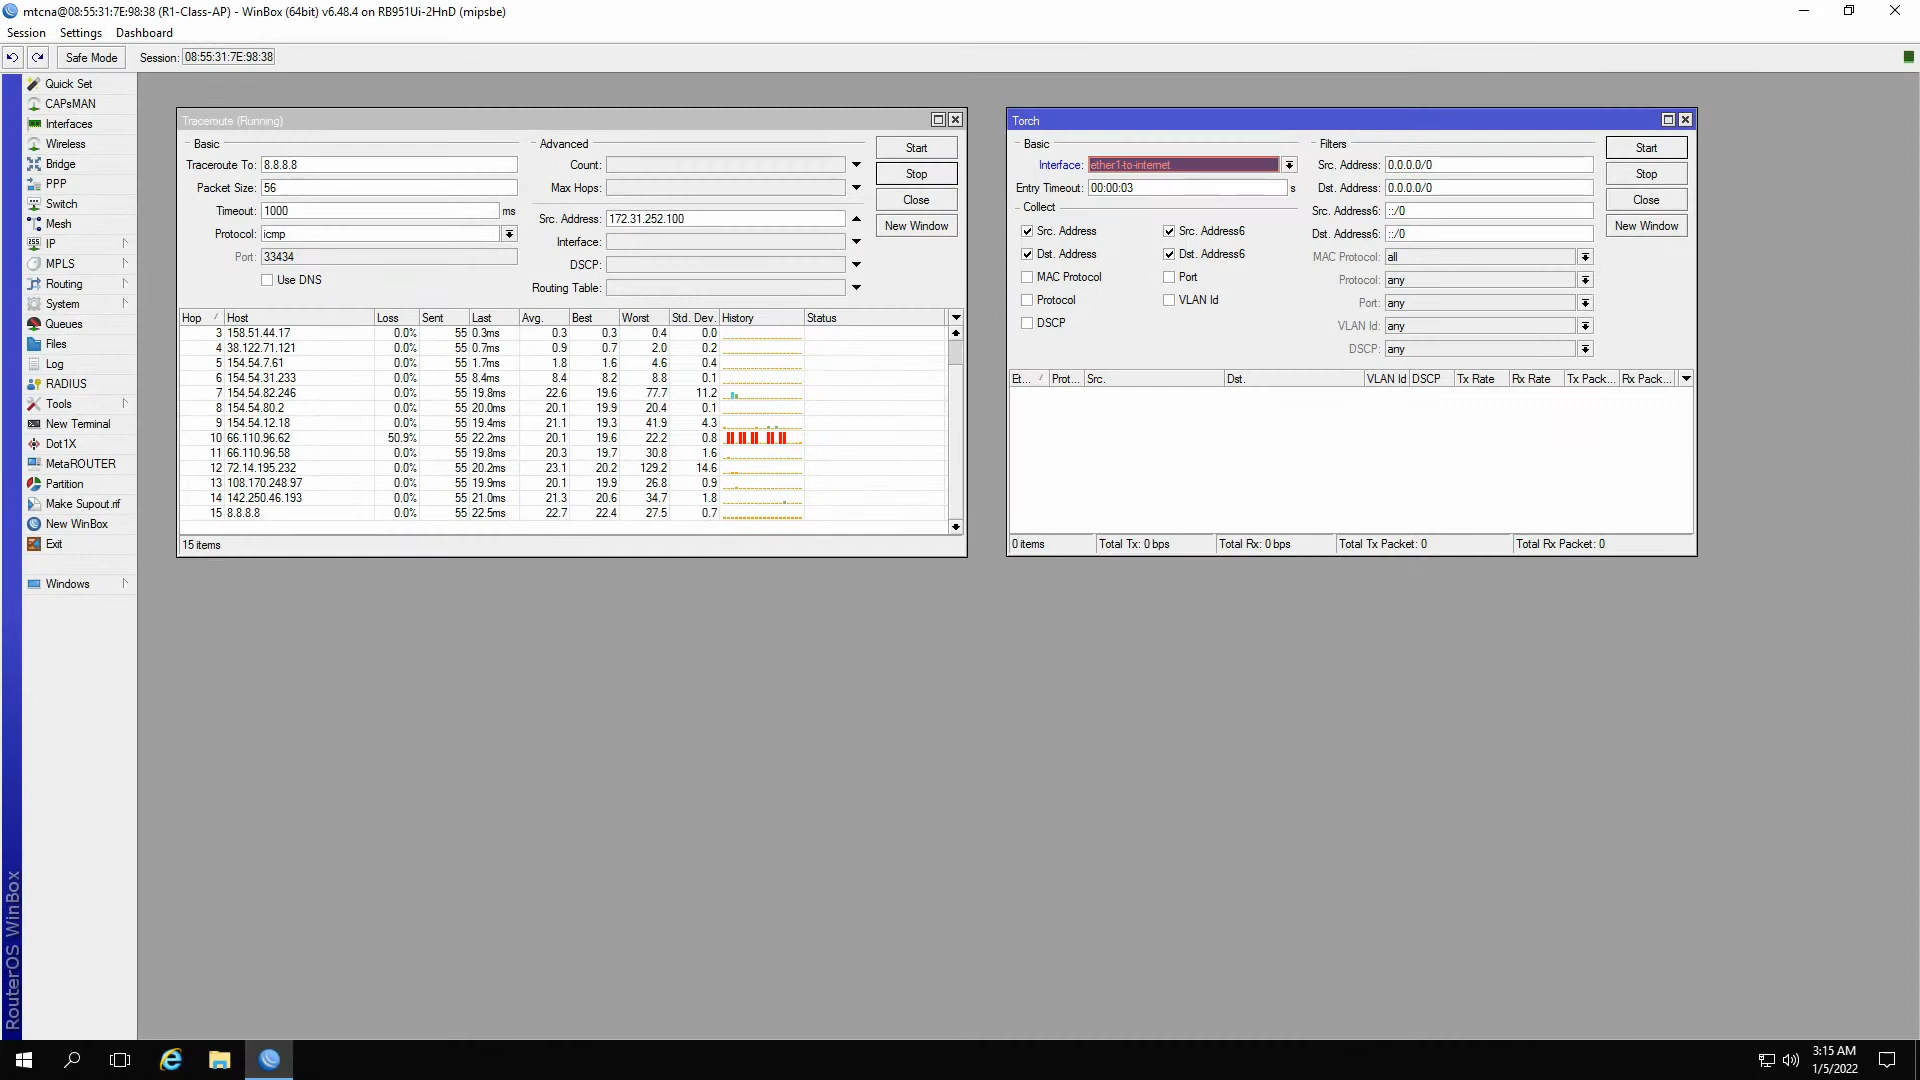 mtcna@08:55:31:7E:98:38 (R1-Class-AP) - WinBox (64bit) v6.48.4 on RB951Ui-2HnD (mipsbe)
Session Settings Dashboard
Safe Mode Session: 08:55:31:7E:98:38
Quick Set
CAPsMAN
Interfaces
Wireless
Bridge
PPP
Switch
Mesh
IP
MPLS
Routing
System
Queues
Files
Log
RADIUS
Tools
New Terminal
Dot1X
MetaROUTER
Partition
Make Supout.rif
New WinBox
Exit
Windows
RouterOS WinBox
Traceroute (Running)
Basic
Traceroute To: 8.8.8.8
Packet Size: 56
Timeout: 1000 ms
Protocol: icmp
Port: 33434
Use DNS
Advanced
Count:
Max Hops:
Src. Address: 172.31.252.100
Interface:
DSCP:
Routing Table:
Start
Stop
Close
New Window
Hop Host Loss Sent Last Avg. Best Worst Std. Dev. History Status
3 158.51.44.17 0.0% 55 0.3ms 0.3 0.3 0.4 0.0
4 38.122.71.121 0.0% 55 0.7ms 0.9 0.7 2.0 0.2
5 154.54.7.61 0.0% 55 1.7ms 1.8 1.6 4.6 0.4
6 154.54.31.233 0.0% 55 8.4ms 8.4 8.2 8.8 0.1
7 154.54.82.246 0.0% 55 19.8ms 22.6 19.6 77.7 11.2
8 154.54.80.2 0.0% 55 20.0ms 20.1 19.9 20.4 0.1
9 154.54.12.18 0.0% 55 19.4ms 21.1 19.3 41.9 4.3
10 66.110.96.62 50.9% 55 22.2ms 20.1 19.6 22.2 0.8
11 66.110.96.58 0.0% 55 19.8ms 20.3 19.7 30.8 1.6
12 72.14.195.232 0.0% 55 20.2ms 23.1 20.2 129.2 14.6
13 108.170.248.97 0.0% 55 19.9ms 20.1 19.9 26.8 0.9
14 142.250.46.193 0.0% 55 21.0ms 21.3 20.6 34.7 1.8
15 8.8.8.8 0.0% 55 22.5ms 22.7 22.4 27.5 0.7
15 items
Torch
Basic
Interface: ether1-to-internet
Entry Timeout: 00:00:03 s
Collect
Src. Address Src. Address6
Dst. Address Dst. Address6
MAC Protocol Port
Protocol VLAN Id
DSCP
Filters
Src. Address: 0.0.0.0/0
Dst. Address: 0.0.0.0/0
Src. Address6: ::/0
Dst. Address6: ::/0
MAC Protocol: all
Protocol: any
Port: any
VLAN Id: any
DSCP: any
Start
Stop
Close
New Window
Et... Prot... Src. Dst. VLAN Id DSCP Tx Rate Rx Rate Tx Pack... Rx Pack...
0 items Total Tx: 0 bps Total Rx: 0 bps Total Tx Packet: 0 Total Rx Packet: 0
3:15 AM
1/5/2022